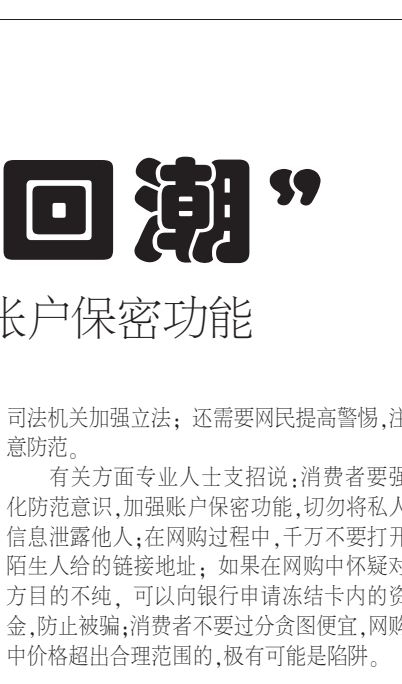 回潮”
账户保密功能
司法机关加强立法；还需要网民提高警惕,注
意防范。
有关方面专业人士支招说:消费者要强
化防范意识,加强账户保密功能,切勿将私人
信息泄露他人;在网购过程中,千万不要打开
陌生人给的链接地址；如果在网购中怀疑对
方目的不纯，可以向银行申请冻结卡内的资
金,防止被骗;消费者不要过分贪图便宜,网购
中价格超出合理范围的,极有可能是陷阱。